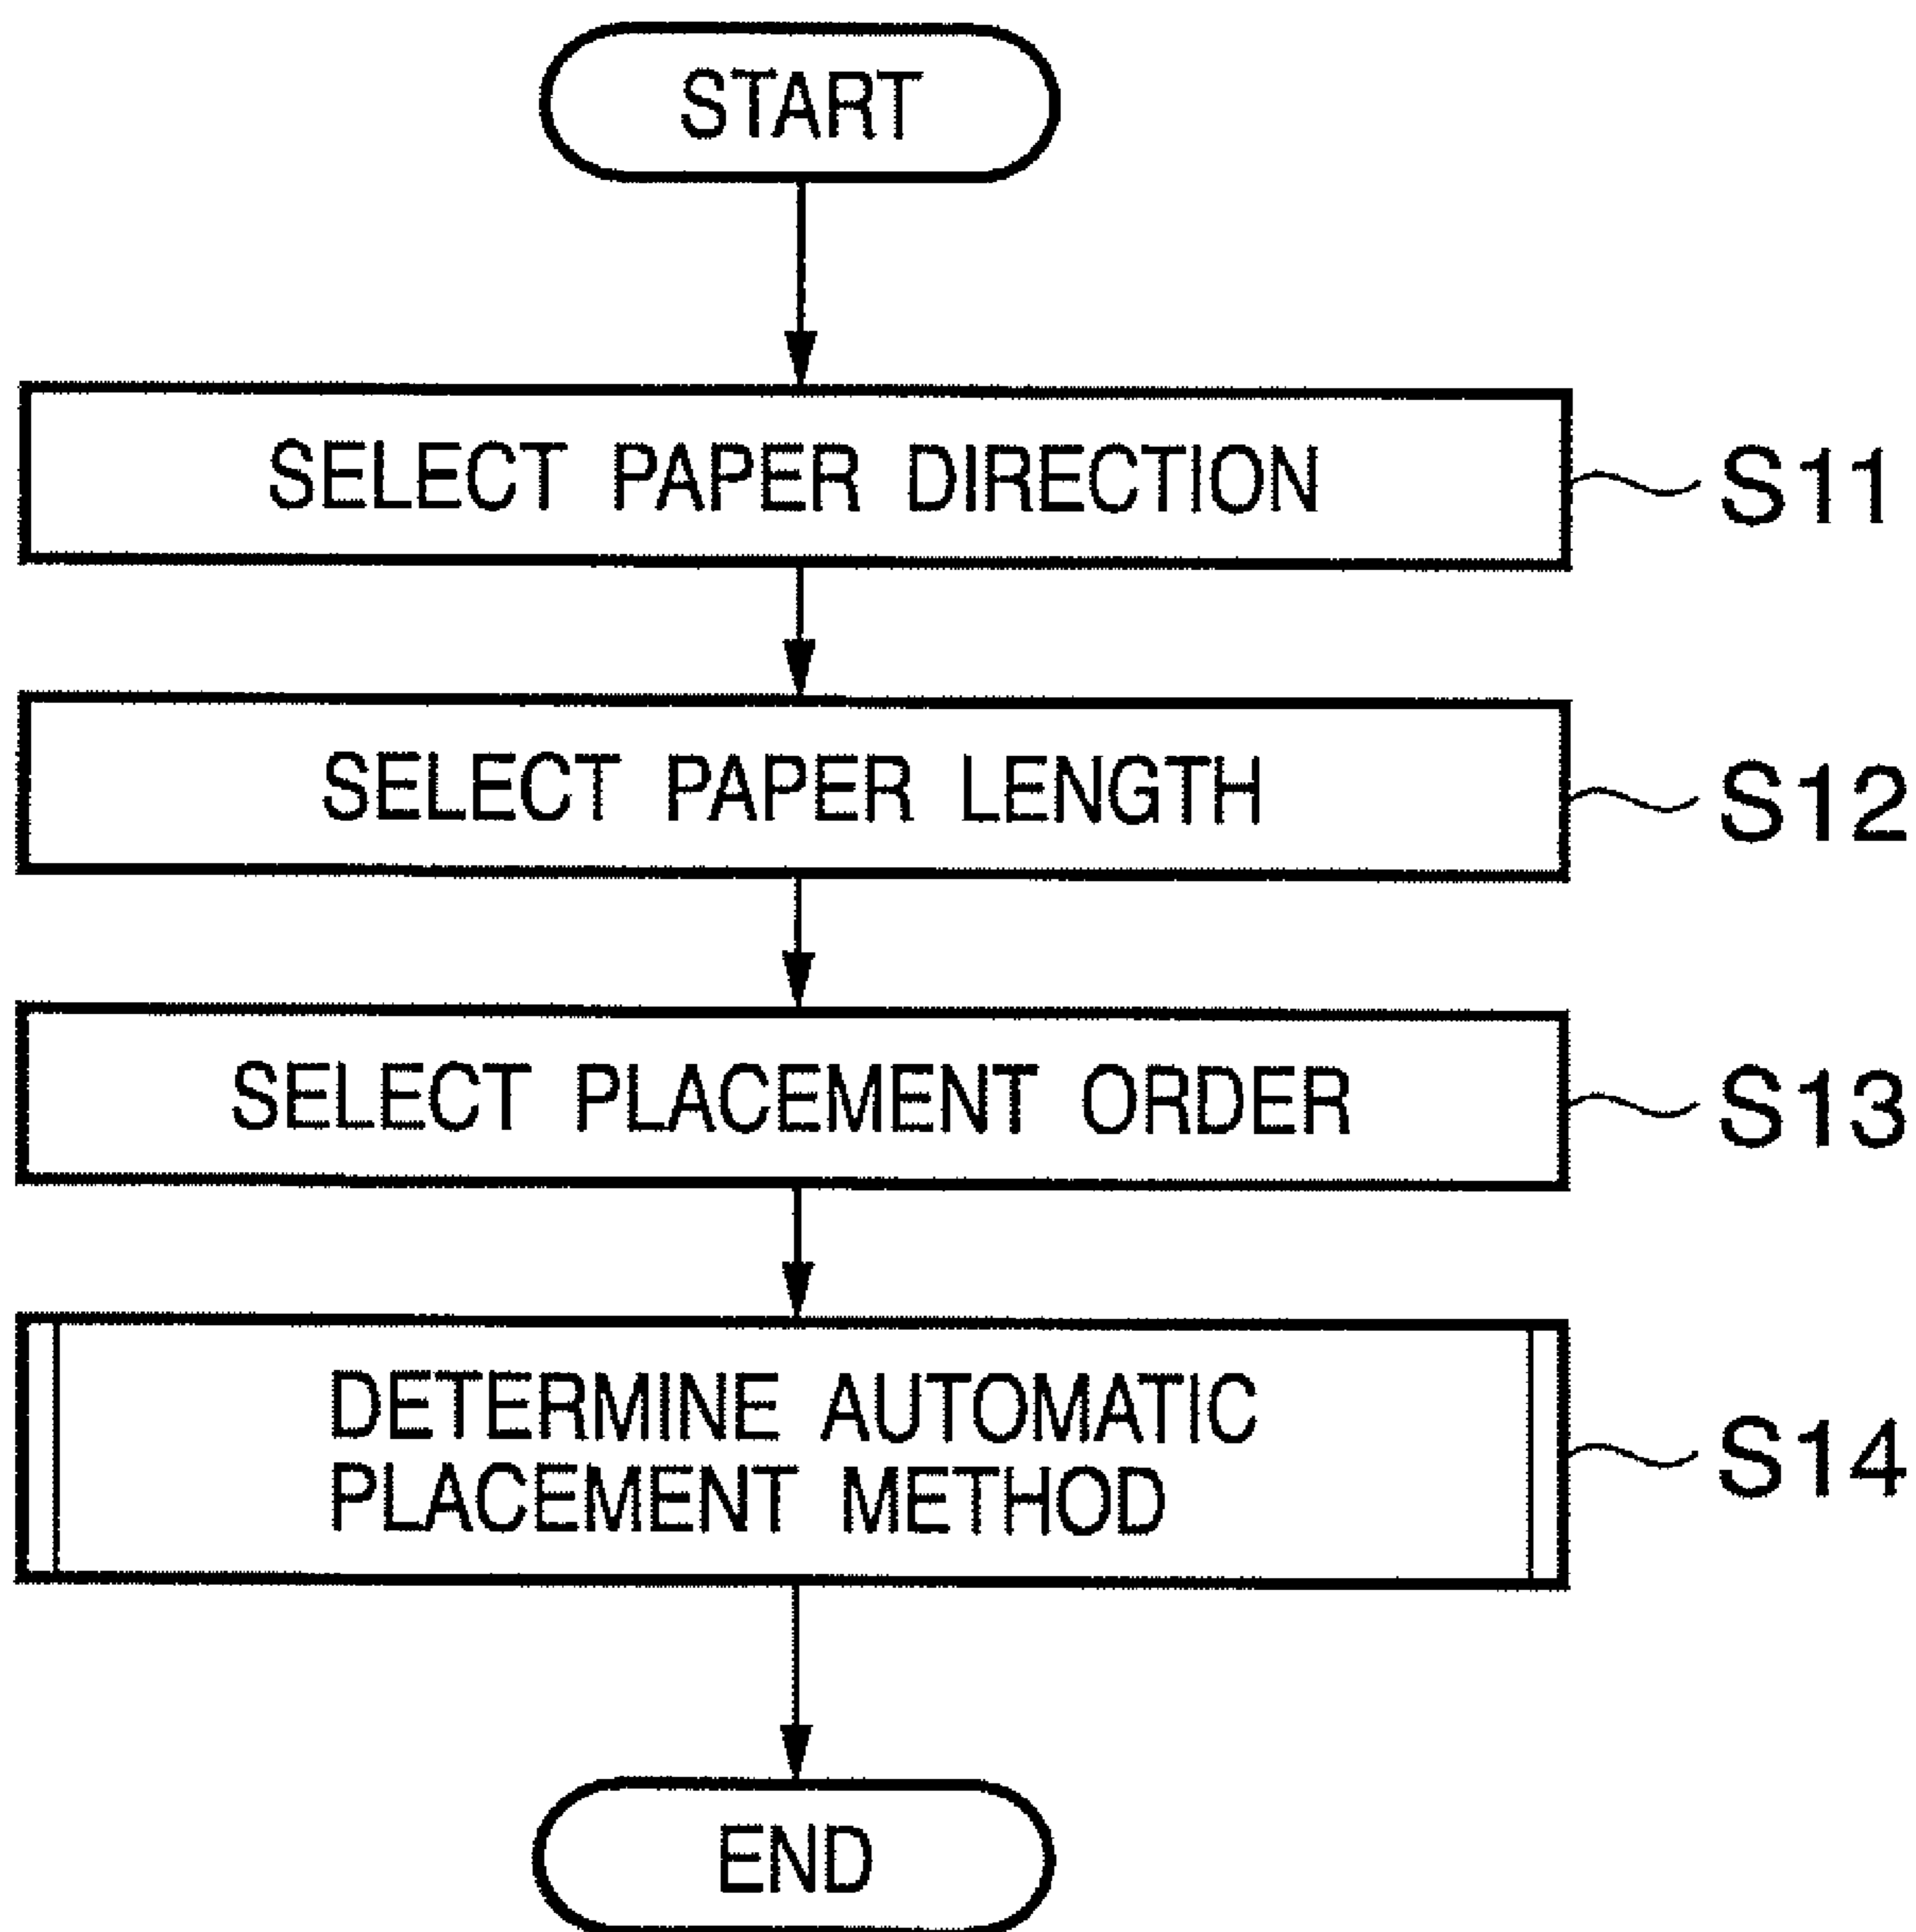 START
SELECT PAPER DIRECTION
S11
SELECT PAPER LENGTH
S12
SELECT PLACEMENT ORDER
S13
DETERMINE AUTOMATIC
PLACEMENT METHOD
S14
END